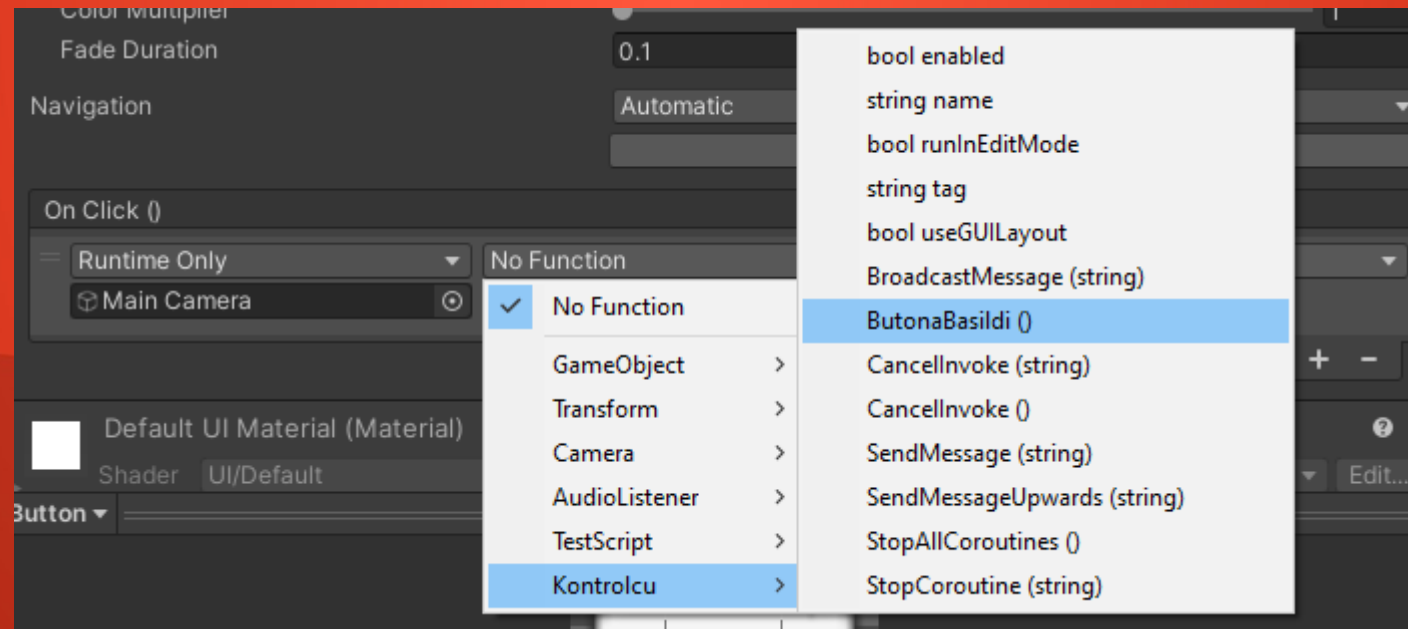 Color Multiplier 1
Fade Duration 0.1
Navigation Automatic
On Click ()
Runtime Only No Function
Main Camera
No Function
GameObject
Transform
Camera
AudioListener
TestScript
Kontrolcu
bool enabled
string name
bool runInEditMode
string tag
bool useGUILayout
BroadcastMessage (string)
ButonaBasildi ()
CancelInvoke (string)
CancelInvoke ()
SendMessage (string)
SendMessageUpwards (string)
StopAllCoroutines ()
StopCoroutine (string)
+ -
Default UI Material (Material)
Shader UI/Default Edit...
Button